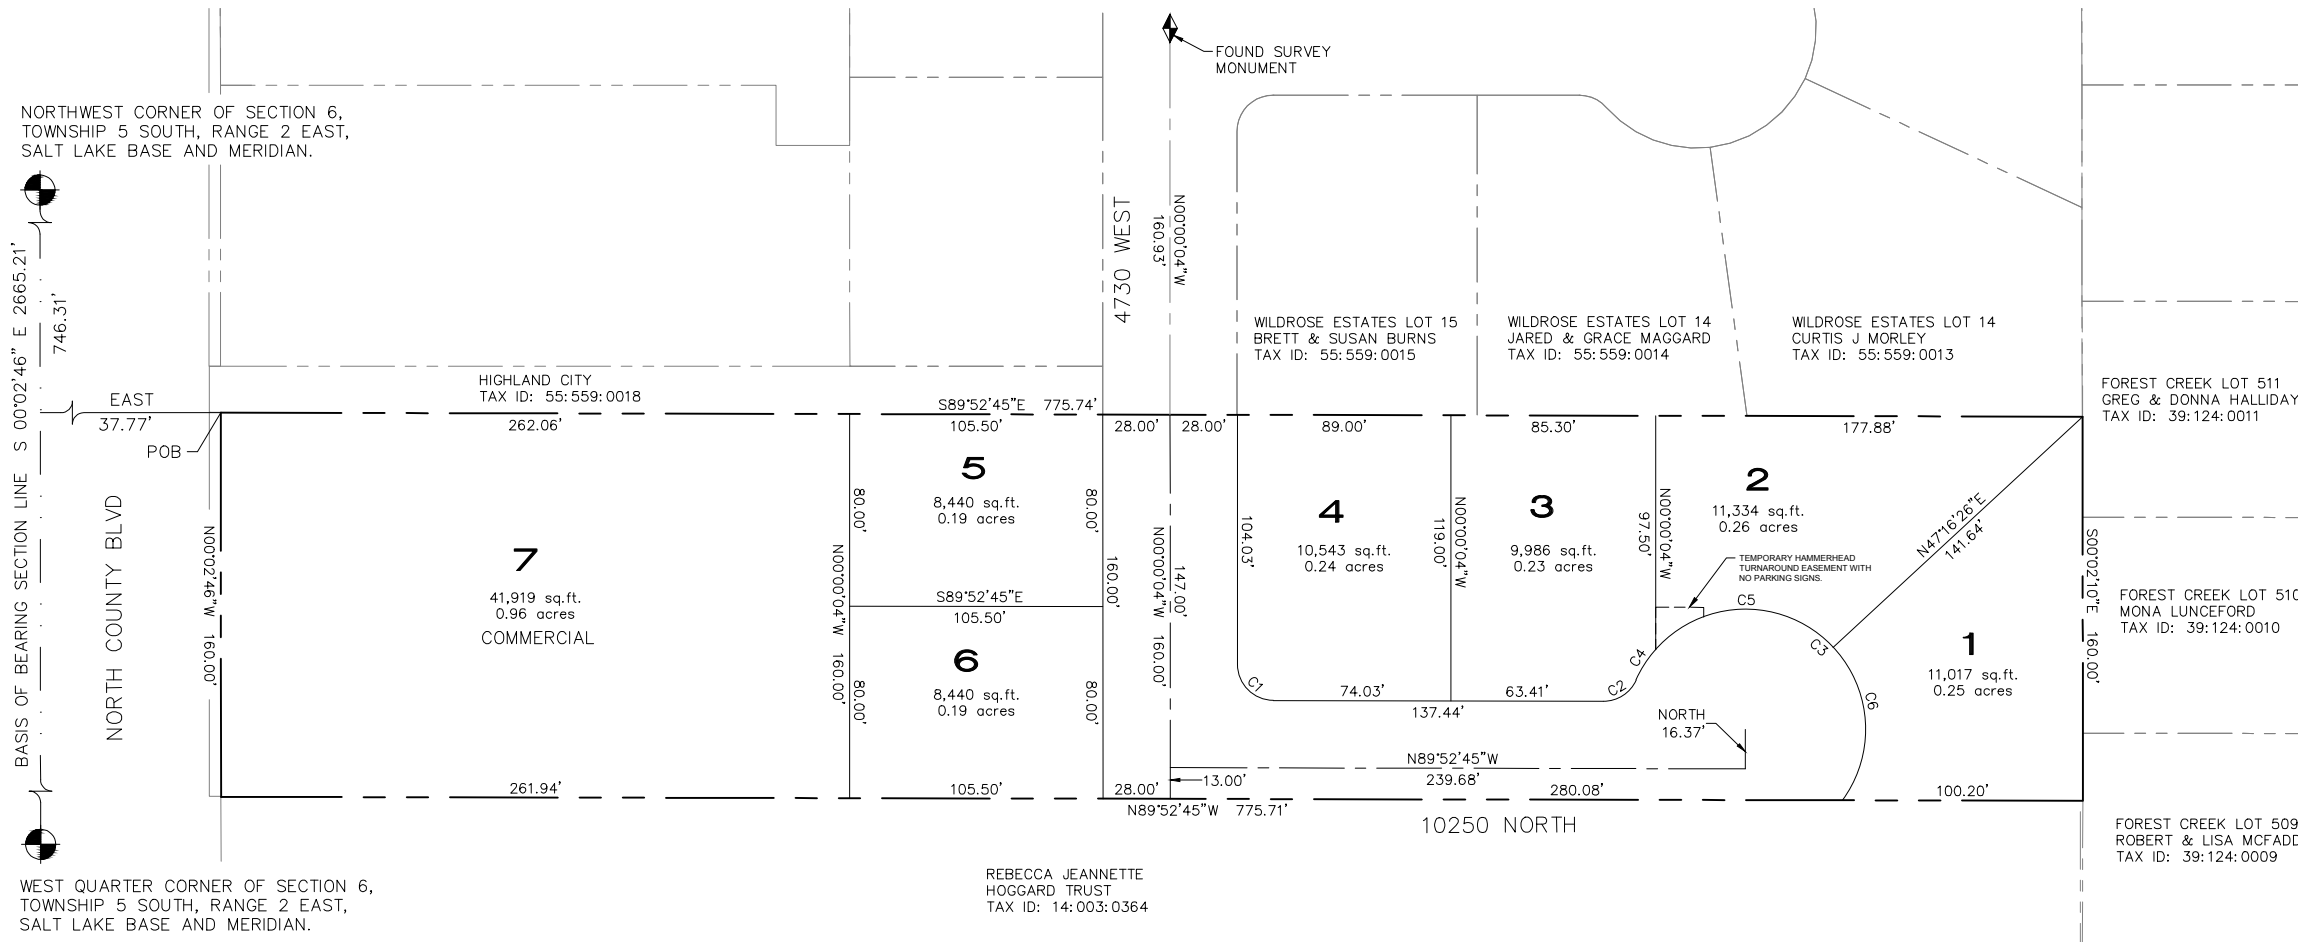 FOUND SURVEY
MONUMENT
NORTHWEST CORNER OF SECTION 6,
TOWNSHIP 5 SOUTH, RANGE 2 EAST,
SALT LAKE BASE AND MERIDIAN.
BASIS OF BEARING SECTION LINE S 00°02'46" E 2665.21'
746.31'
4730 WEST
N00°00'04"W
160.93'
WILDROSE ESTATES LOT 15
BRETT & SUSAN BURNS
TAX ID: 55:559:0015
WILDROSE ESTATES LOT 14
JARED & GRACE MAGGARD
TAX ID: 55:559:0014
WILDROSE ESTATES LOT 14
CURTIS J MORLEY
TAX ID: 55:559:0013
HIGHLAND CITY
TAX ID: 55:559:0018
FOREST CREEK LOT 511
GREG & DONNA HALLIDAY
TAX ID: 39:124:0011
EAST
37.77'
POB
S89°52'45"E 775.74'
262.06'
105.50'
28.00'
28.00'
89.00'
85.30'
177.88'
NORTH COUNTY BLVD
N00°02'46"W 160.00'
7
41,919 sq.ft.
0.96 acres
COMMERCIAL
N00°00'04"W 160.00'
80.00'
5
8,440 sq.ft.
0.19 acres
80.00'
S89°52'45"E
105.50'
80.00'
6
8,440 sq.ft.
0.19 acres
80.00'
160.00'
N00°00'04"W 160.00'
147.00'
104.03'
4
10,543 sq.ft.
0.24 acres
119.00'
N00°00'04"W
3
9,986 sq.ft.
0.23 acres
97.50'
N00°00'04"W
2
11,334 sq.ft.
0.26 acres
TEMPORARY HAMMERHEAD
TURNAROUND EASEMENT WITH
NO PARKING SIGNS.
N47°16'26"E
141.64'
1
11,017 sq.ft.
0.25 acres
S00°02'10"E 160.00'
FOREST CREEK LOT 510
MONA LUNCEFORD
TAX ID: 39:124:0010
C5
C4
C3
C1
C2
C6
74.03'
63.41'
137.44'
NORTH
16.37'
N89°52'45"W
13.00'
239.68'
261.94'
105.50'
28.00'
280.08'
100.20'
N89°52'45"W 775.71'
10250 NORTH
FOREST CREEK LOT 509
ROBERT & LISA MCFADD
TAX ID: 39:124:0009
REBECCA JEANNETTE
HOGGARD TRUST
TAX ID: 14:003:0364
WEST QUARTER CORNER OF SECTION 6,
TOWNSHIP 5 SOUTH, RANGE 2 EAST,
SALT LAKE BASE AND MERIDIAN.